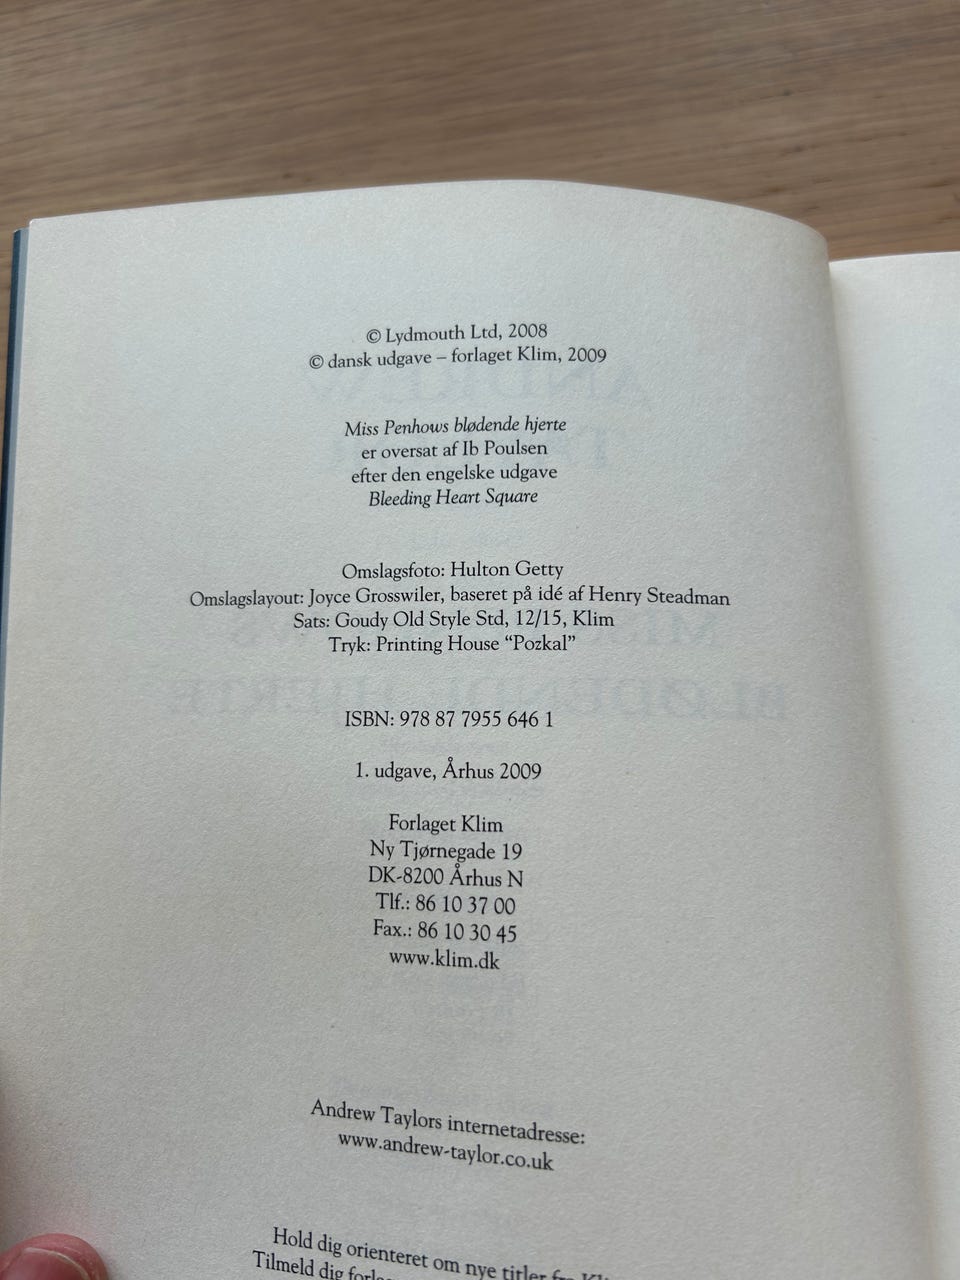 © Lydmouth Ltd, 2008
© dansk udgave – forlaget Klim, 2009
Miss Penhows blødende hjerte
er oversat af Ib Poulsen
efter den engelske udgave
Bleeding Heart Square
Omslagsfoto: Hulton Getty
Omslagslayout: Joyce Grosswiler, baseret på idé af Henry Steadman
Sats: Goudy Old Style Std, 12/15, Klim
Tryk: Printing House “Pozkal”
ISBN: 978 87 7955 646 1
1. udgave, Århus 2009
Forlaget Klim
Ny Tjørnegade 19
DK-8200 Århus N
Tlf.: 86 10 37 00
Fax.: 86 10 30 45
www.klim.dk
Andrew Taylors internetadresse:
www.andrew-taylor.co.uk
Hold dig orienteret om nye titler fra
Tilmeld dig